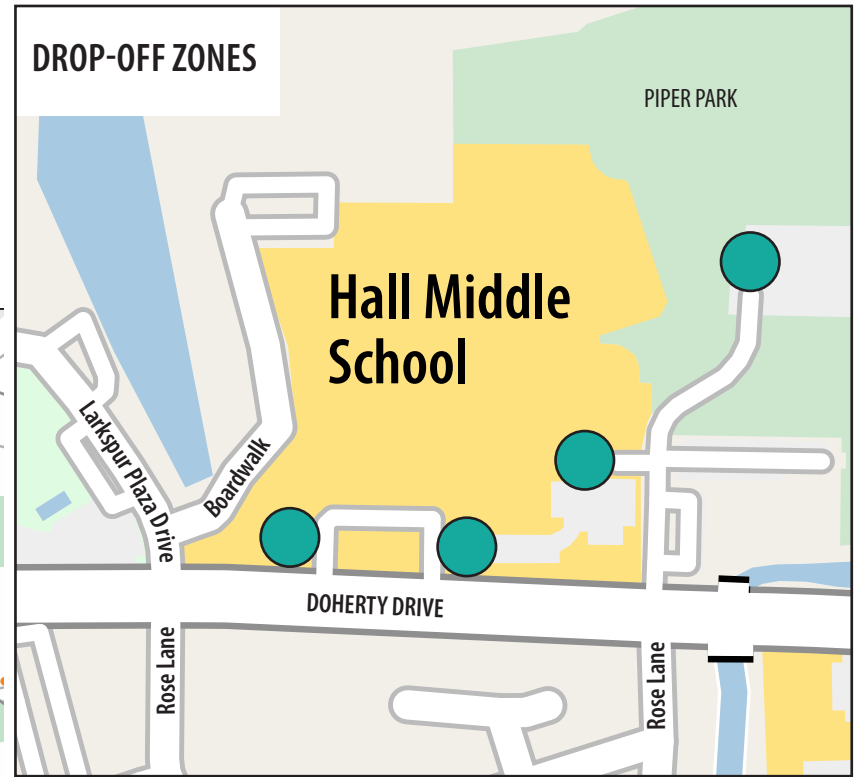 DROP-OFF ZONES
PIPER PARK
Hall Middle
School
Larkspur Plaza Drive
Boardwalk
DOHERTY DRIVE
Rose Lane
Rose Lane